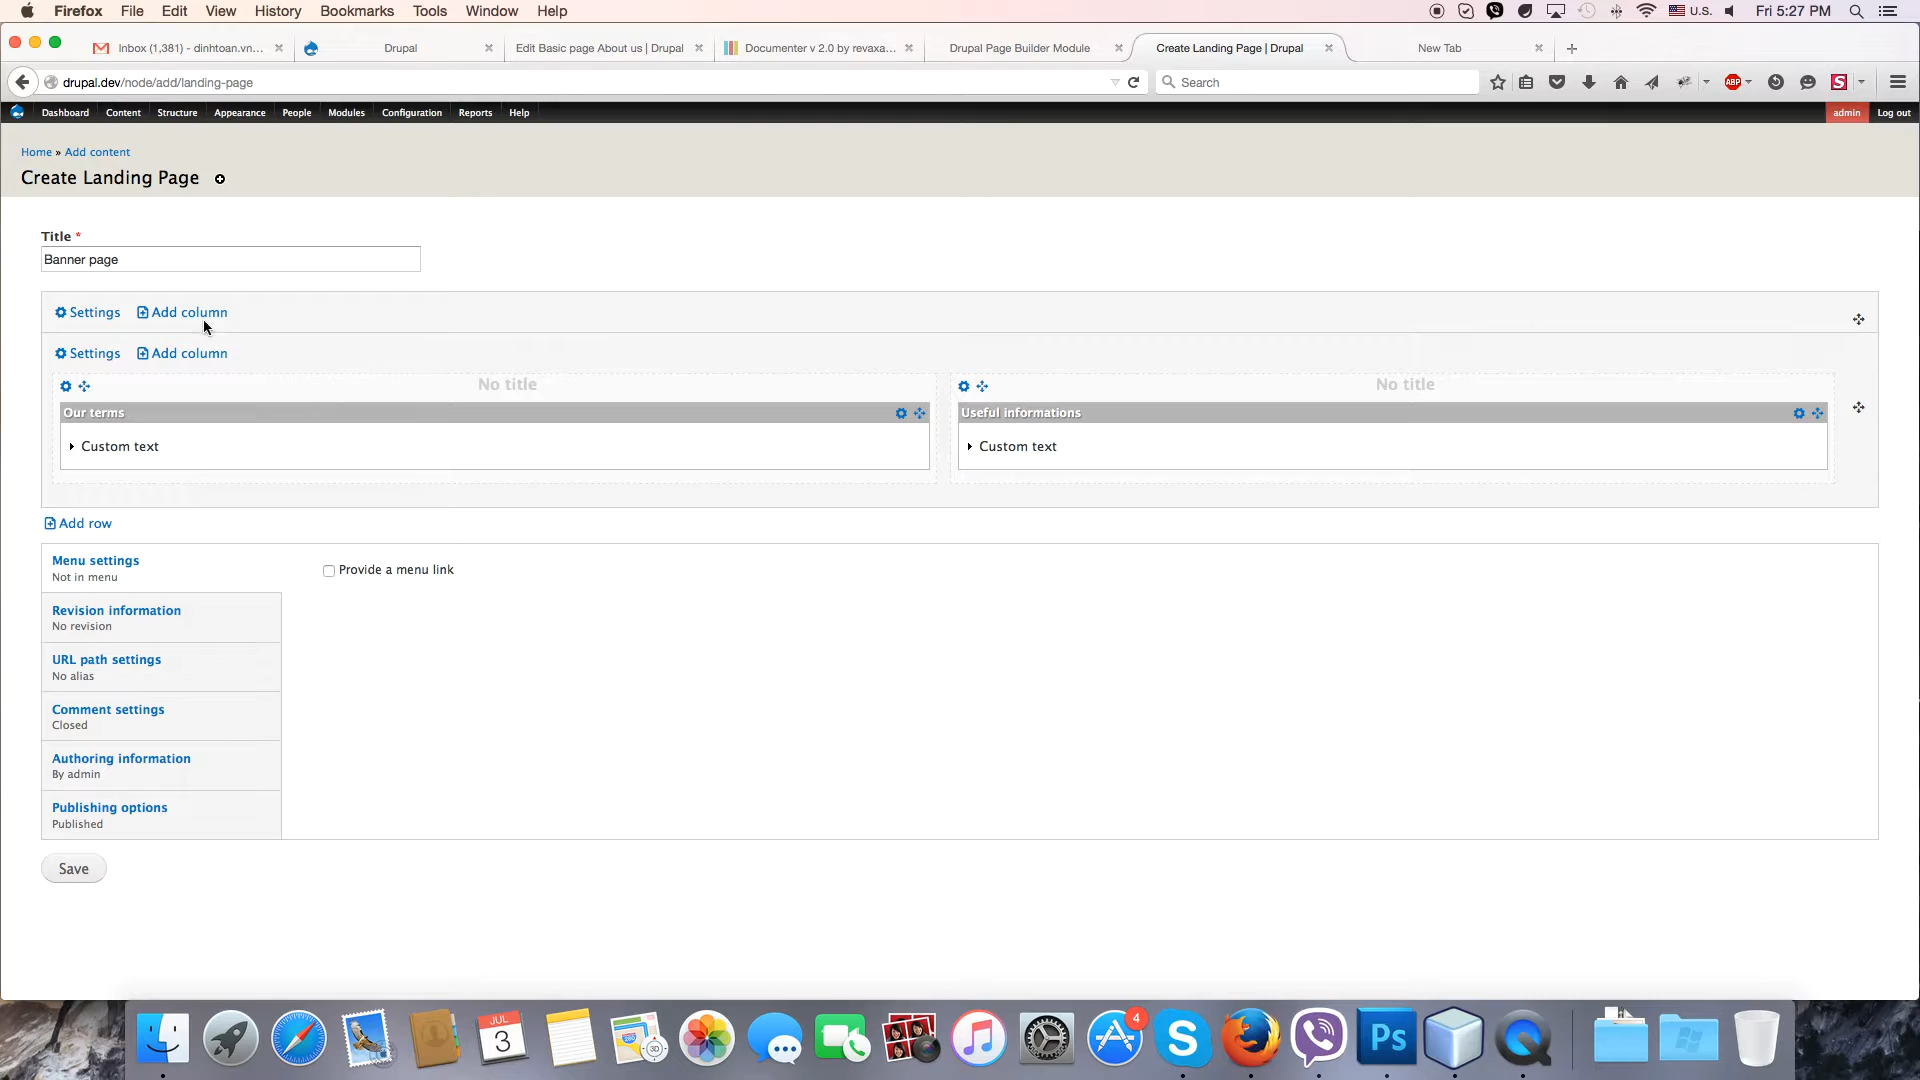 Firefox File Edit View History Bookmarks Tools Window Help U.S. Fri 5:27 PM
Inbox (1,381) - dinhtoan.vn... Drupal Edit Basic page About us | Drupal Documenter v 2.0 by revaxa... Drupal Page Builder Module Create Landing Page | Drupal New Tab
drupal.dev/node/add/landing-page Search ABP S
Dashboard Content Structure Appearance People Modules Configuration Reports Help admin Log out
Home » Add content
Create Landing Page
Title *
Banner page
Settings Add column
Settings Add column
No title No title
Our terms Useful informations
Custom text Custom text
Add row
Menu settings
Not in menu
Provide a menu link
Revision information
No revision
URL path settings
No alias
Comment settings
Closed
Authoring information
By admin
Publishing options
Published
Save
JUL
3
4
S
Ps